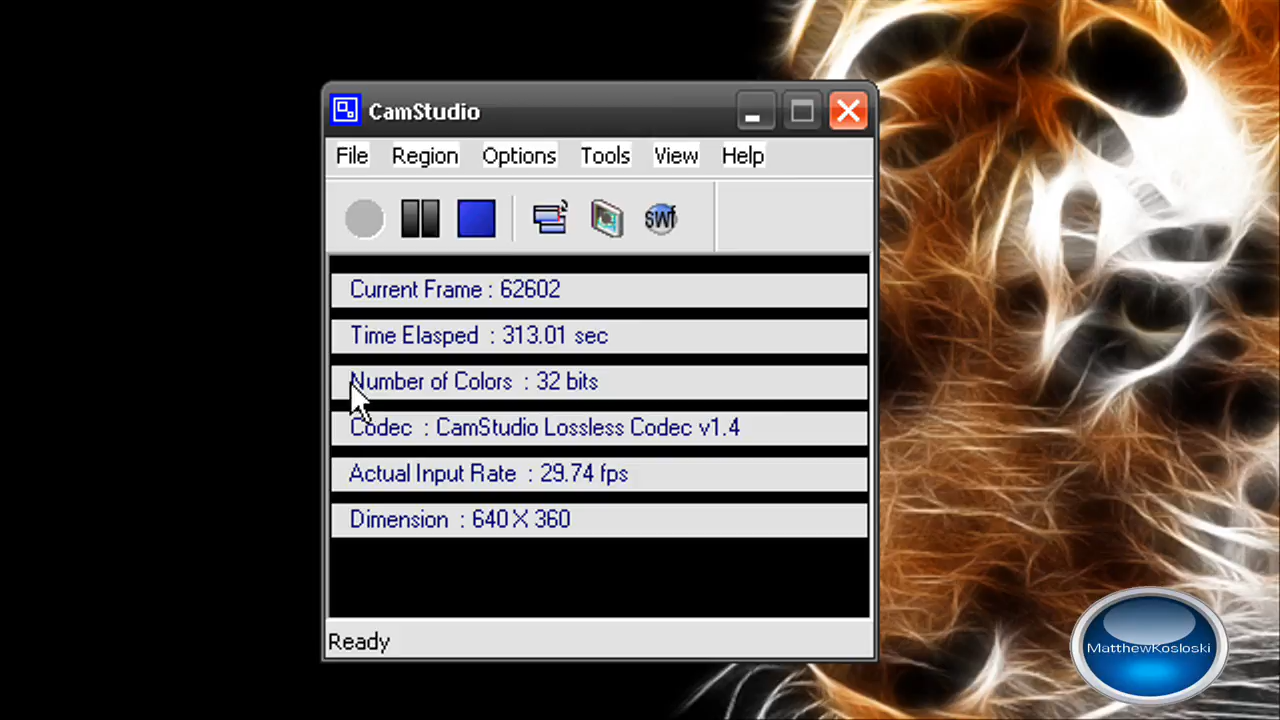 CamStudio
File Region Options Tools View Help
SWf
Current Frame : 62602
Time Elasped : 313.01 sec
Number of Colors : 32 bits
Codec : CamStudio Lossless Codec v1.4
Actual Input Rate : 29.74 fps
Dimension : 640 X 360
Ready
MatthewKosloski